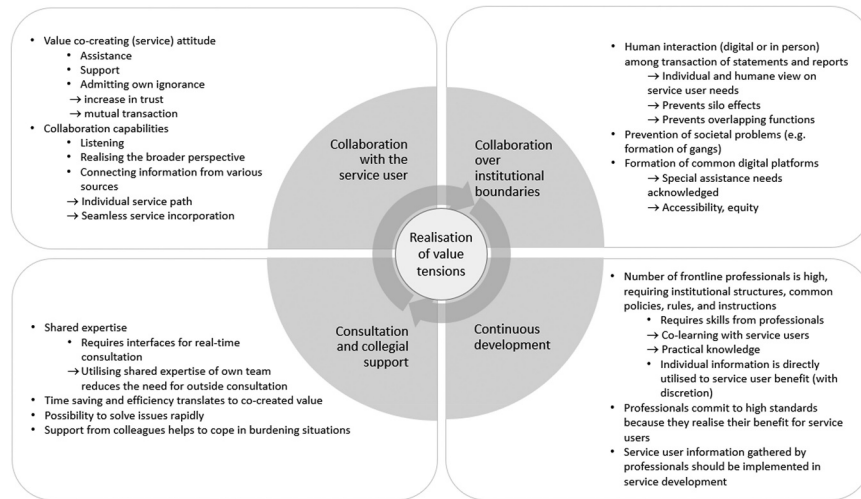 • Value co-creating (service) attitude
• Assistance
• Support
• Admitting own ignorance
→ increase in trust
→ mutual transaction
• Collaboration capabilities
• Listening
• Realising the broader perspective
• Connecting information from various
sources
→ Individual service path
→ Seamless service incorporation
Collaboration
with the
service user
• Human interaction (digital or in person)
among transaction of statements and reports
→ Individual and humane view on
service user needs
→ Prevents silo effects
→ Prevents overlapping functions
• Prevention of societal problems (e.g.
formation of gangs)
• Formation of common digital platforms
→ Special assistance needs
acknowledged
→ Accessibility, equity
Collaboration
over
institutional
boundaries
Realisation
of value
tensions
• Shared expertise
• Requires interfaces for real-time
consultation
→ Utilising shared expertise of own team
reduces the need for outside consultation
• Time saving and efficiency translates to co-created value
• Possibility to solve issues rapidly
• Support from colleagues helps to cope in burdening situations
Consultation
and collegial
support
Continuous
development
• Number of frontline professionals is high,
requiring institutional structures, common
policies, rules, and instructions
• Requires skills from professionals
→ Co-learning with service users
→ Practical knowledge
• Individual information is directly
utilised to service user benefit (with
discretion)
• Professionals commit to high standards
because they realise their benefit for service
users
• Service user information gathered by
professionals should be implemented in
service development